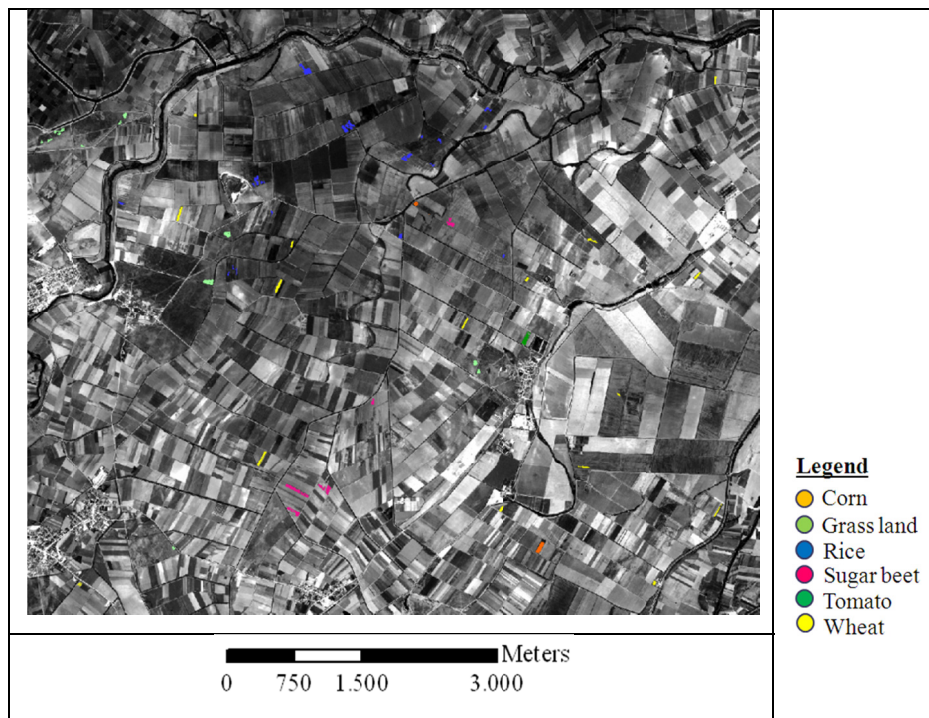 Legend
Corn
Grass land
Rice
Sugar beet
Tomato
Wheat
Meters
0 750 1.500 3.000